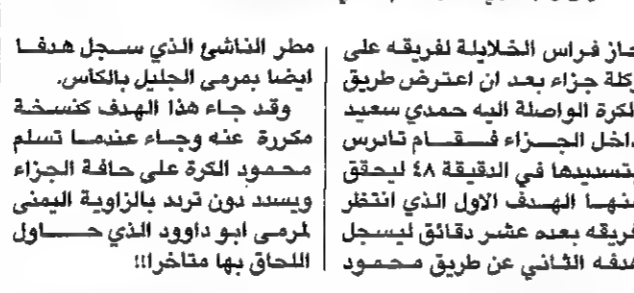 حاز فراس الخلايلة لفريقه على
ركلة جزاء بعد ان اعترض طريق
الكرة الواصلة اليه حمدي سعيد
داخل الجزاء فقام تادرس
بتسديدها في الدقيقة ٤٨ ليحقق
منها الهدف الاول الذي انتظر
فريقه بعده عشر دقائق ليسجل
هدفه الثاني عن طريق محمود
مطر الناشئ الذي سجل هدفا
ايضا بمرمى الجليل بالكاس.
وقد جاء هذا الهدف كنسخة
مكررة عنه وجاء عندما تسلم
محمود الكرة على حافة الجزاء
ويسدد دون تردد بالزاوية اليمنى
لمرمى ابو داوود الذي حاول
اللحاق بها متاخرا!!